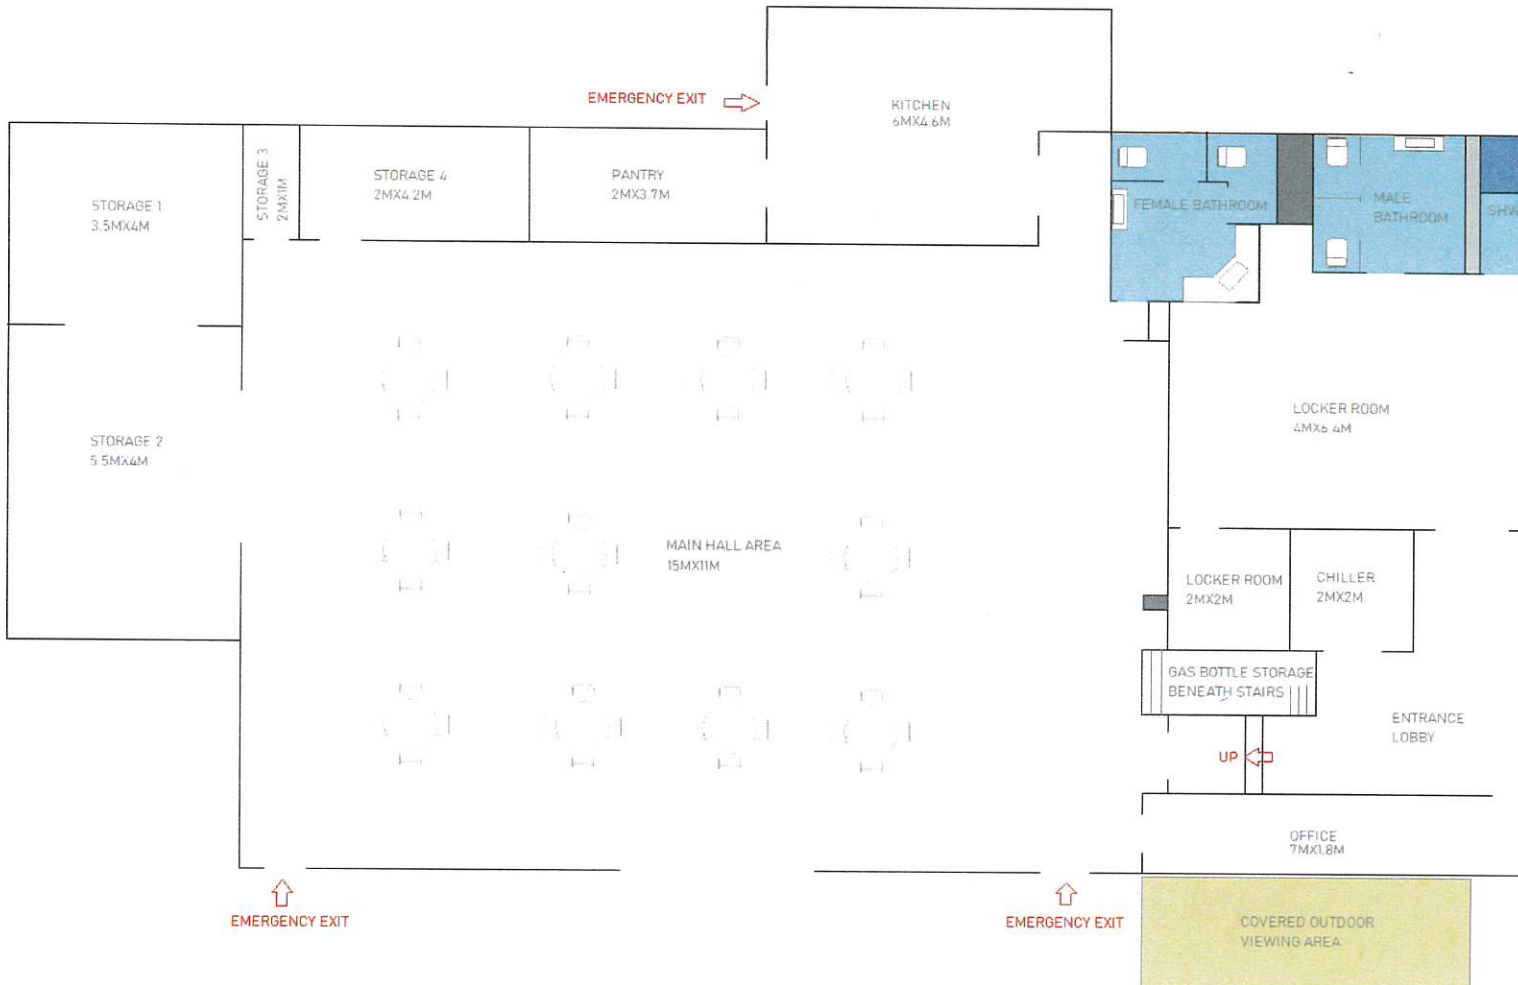 EMERGENCY EXIT
KITCHEN
6MX4.6M
STORAGE 1
3.5MX4M
STORAGE 3
2MX1M
STORAGE 4
2MX4.2M
PANTRY
2MX3.7M
FEMALE BATHROOM
MALE
BATHROOM
SHW
STORAGE 2
5.5MX4M
LOCKER ROOM
4MX6.4M
MAIN HALL AREA
15MX11M
LOCKER ROOM
2MX2M
CHILLER
2MX2M
GAS BOTTLE STORAGE
BENEATH STAIRS
ENTRANCE
LOBBY
UP
OFFICE
7MX1.8M
EMERGENCY EXIT
EMERGENCY EXIT
COVERED OUTDOOR
VIEWING AREA